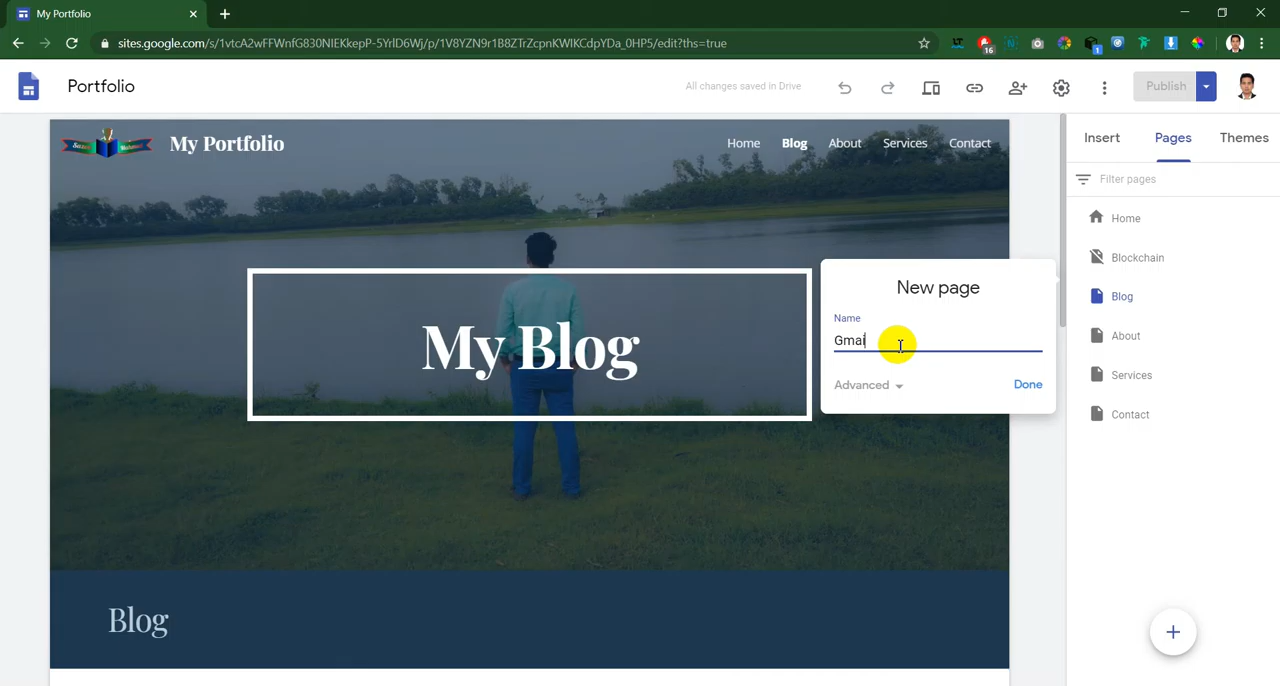 My Portfolio
sites.google.com/s/1vtcA2wFFWnfG830NIEKkepP-5YrlD6Wj/p/1V8YZN9r1B8ZTrZcpnKWIKCdpYDa_0HP5/edit?ths=true
16
1
Portfolio
All changes saved in Drive
Publish
My Portfolio
Home Blog About Services Contact
Insert Pages Themes
Filter pages
Home
Blockchain
Blog
About
Services
Contact
New page
Name
Gmai
Advanced
Done
My Blog
Blog